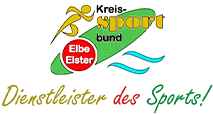 Kreis-
sport
bund
Elbe
Elster
Dienstleister des Sports!